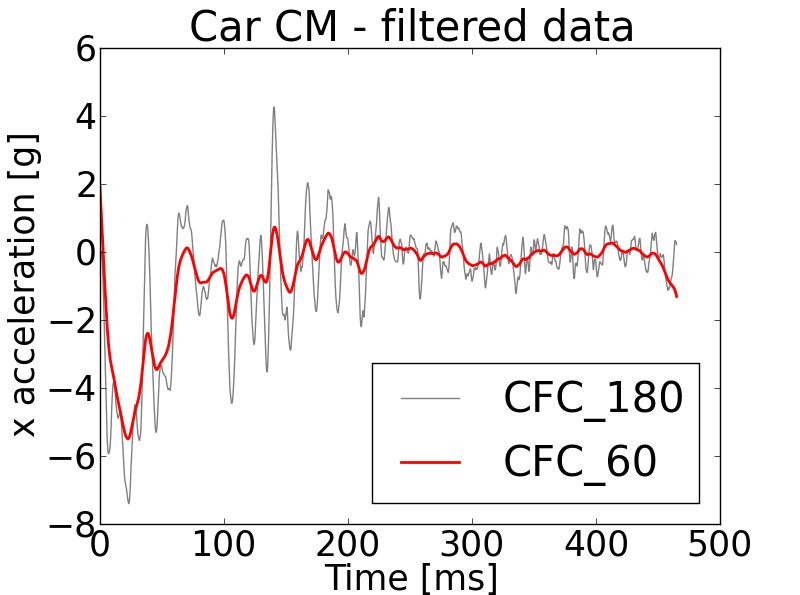 Car CM - filtered data
x acceleration [g]
6
4
2
0
−2
−4
−6
−8
CFC_180
CFC_60
0 100 200 300 400 500
Time [ms]